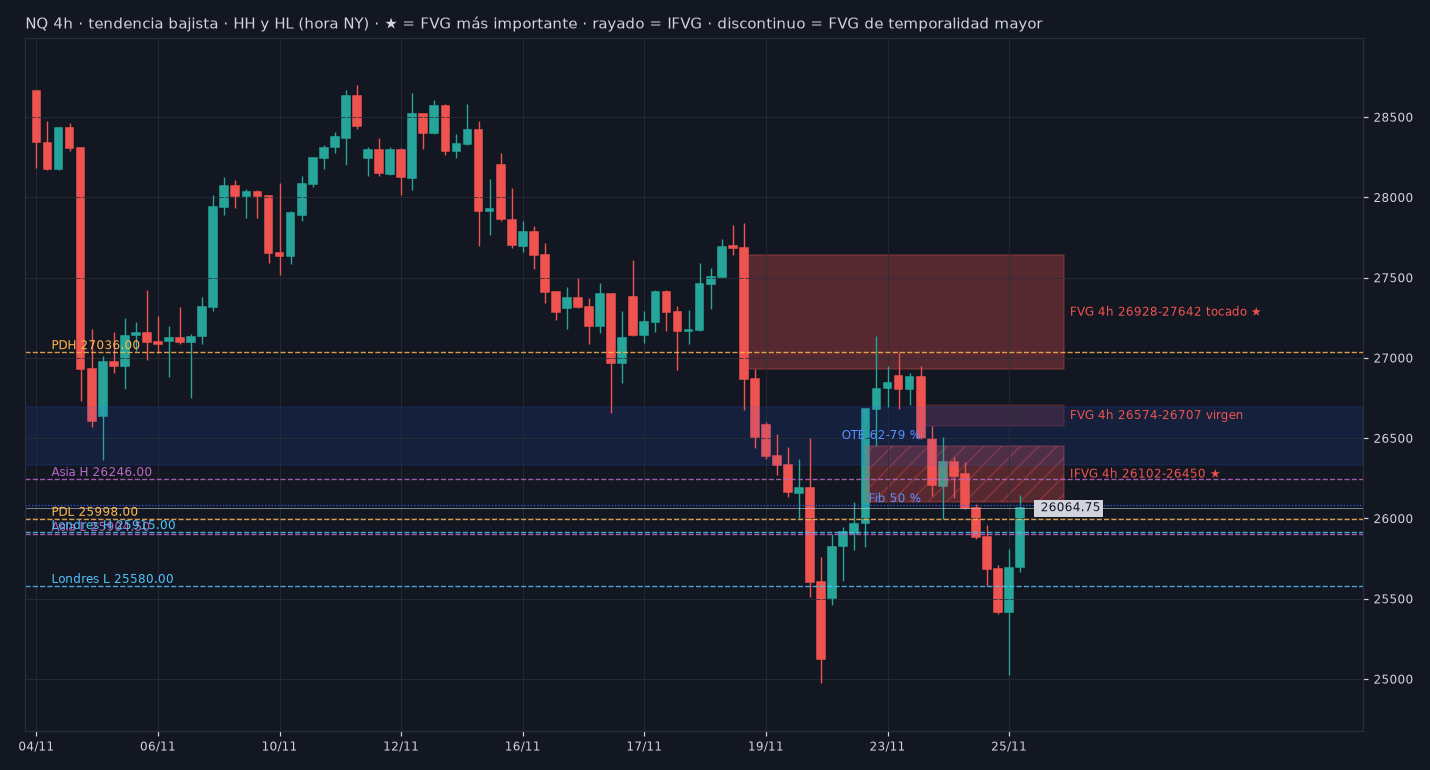 NQ 4h · tendencia bajista · HH y HL (hora NY) · ★ = FVG más importante · rayado = IFVG · discontinuo = FVG de temporalidad mayor
28500
28000
27500
FVG 4h 26928-27642 tocado ★
PDH 27036.00
27000
FVG 4h 26574-26707 virgen
OTE 62-79 %
26500
Asia H 26246.00
IFVG 4h 26102-26450 ★
Fib 50 %
PDL 25998.00
26064.75
26000
Londres H 25915.00
Londres L 25580.00
25500
25000
04/11
06/11
10/11
12/11
16/11
17/11
19/11
23/11
25/11